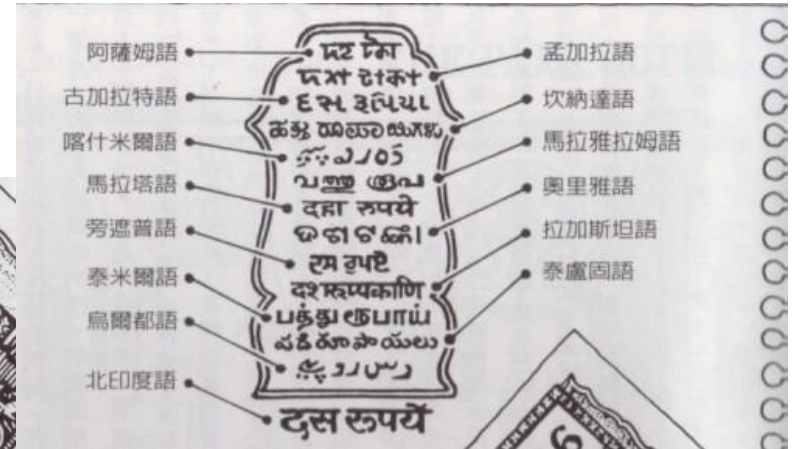 阿薩姆語
দহ টকা
孟加拉語
দশ টাকা
古加拉特語
દસ રૂપિયા
坎納達語
ಹತ್ತು ರೂಪಾಯಿಗಳು
喀什米爾語
馬拉雅拉姆語
പത്തു രൂപ
馬拉塔語
दहा रुपये
奧里雅語
ଦଶ ଟଙ୍କା
旁遮普語
ਦਸ ਰੁਪਏ
拉加斯坦語
दशरूप्यकाणि
泰米爾語
பத்து ரூபாய்
泰盧固語
పది రూపాయలు
烏爾都語
北印度語
दस रुपये